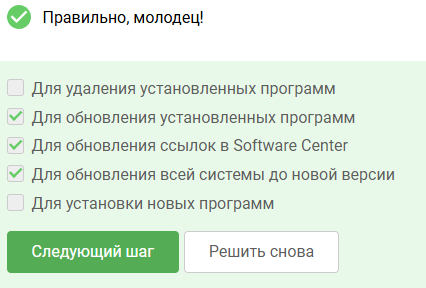 Правильно, молодец!
Для удаления установленных программ
Для обновления установленных программ
Для обновления ссылок в Software Center
Для обновления всей системы до новой версии
Для установки новых программ
Следующий шаг
Решить снова